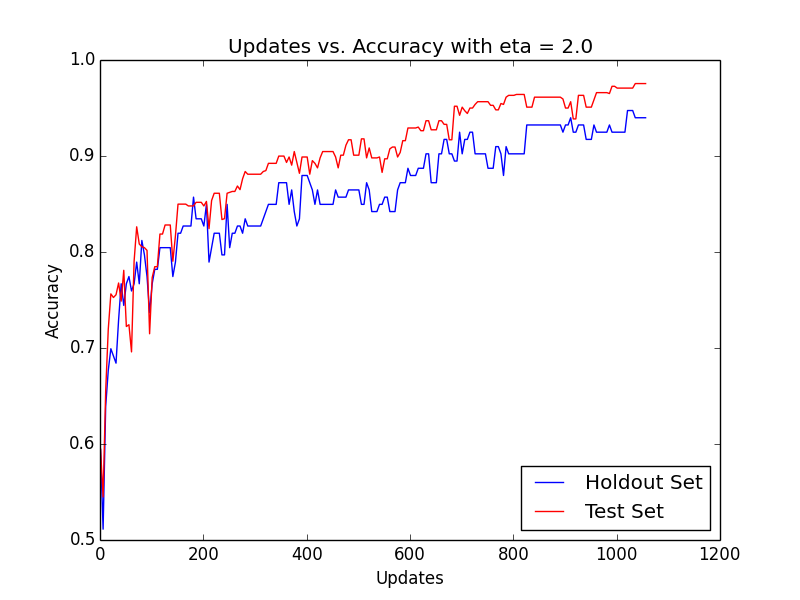 Updates vs. Accuracy with eta = 2.0
1.0
0.9
0.8
0.7
0.6
0.5
Accuracy
0
200
400
600
800
1000
1200
Updates
Holdout Set
Test Set